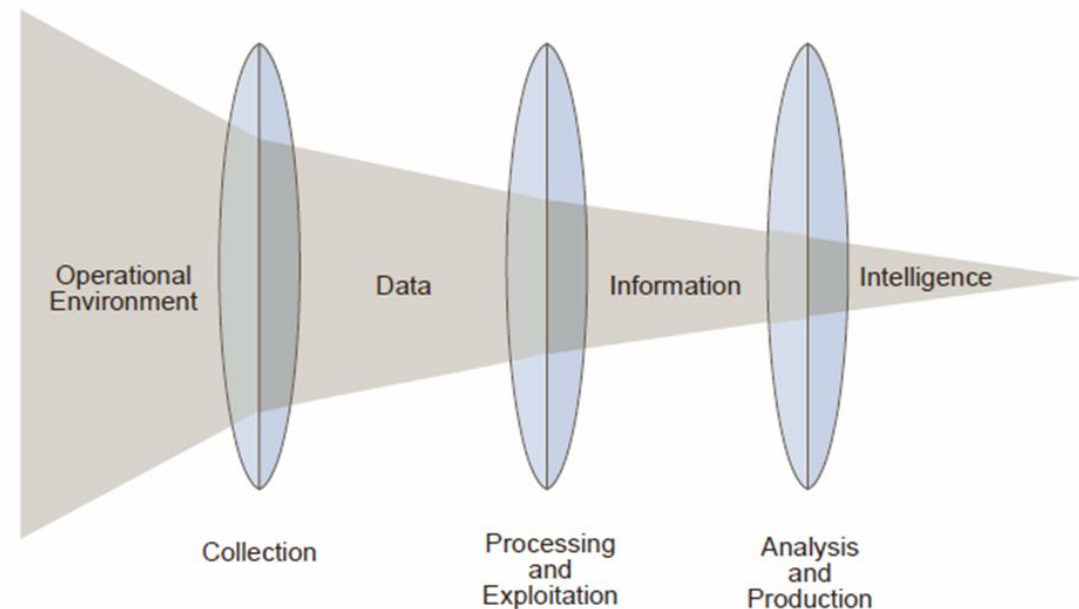 Operational
Environment
Data
Information
Intelligence
Collection
Processing
and
Exploitation
Analysis
and
Production